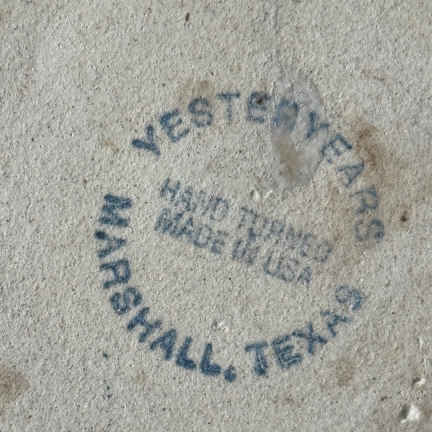 YESTERYEARS
HAND TURNED
MADE IN USA
MARSHALL, TEXAS